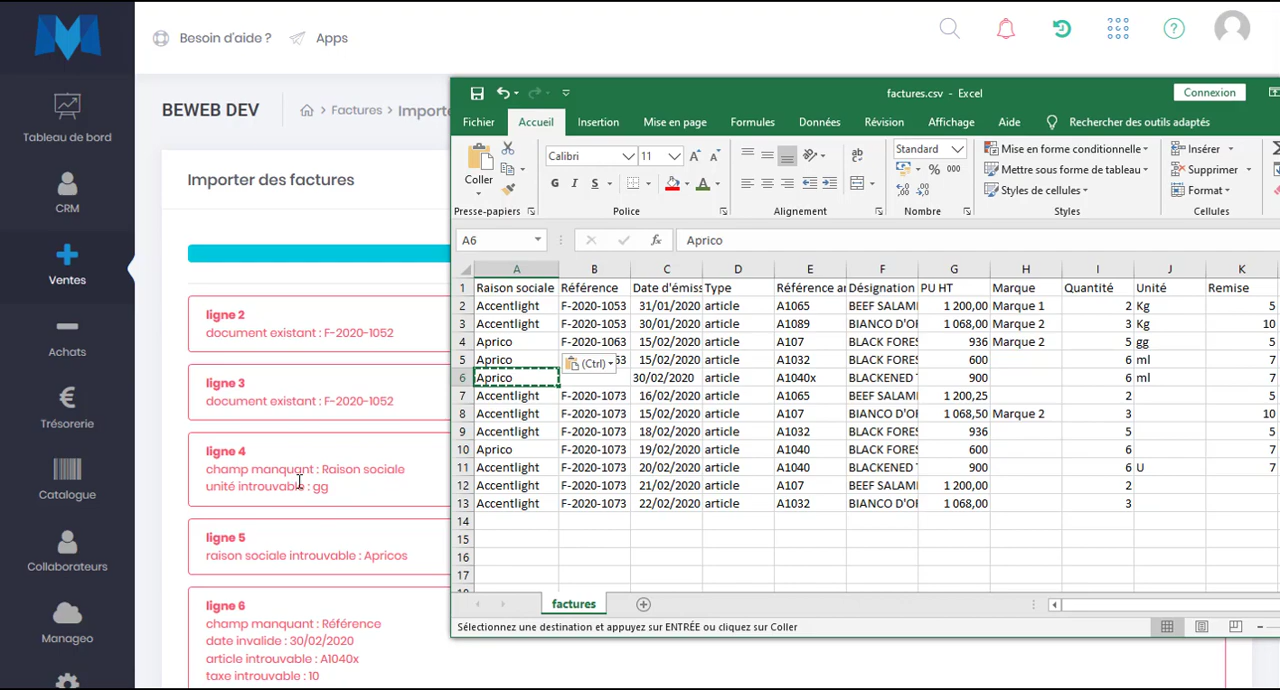 Besoin d'aide ? Apps
BEWEB DEV
Factures > Importe
Importer des factures
Tableau de bord
CRM
Ventes
Achats
Trésorerie
Catalogue
Collaborateurs
Manageo
ligne 2
document existant : F-2020-1052
ligne 3
document existant : F-2020-1052
ligne 4
champ manquant : Raison sociale
unité introuvable : gg
ligne 5
raison sociale introuvable : Apricos
ligne 6
champ manquant : Référence
date invalide : 30/02/2020
article introuvable : A1040x
taxe introuvable : 10
factures.csv - Excel
Connexion
Fichier Accueil Insertion Mise en page Formules Données Révision Affichage Aide Rechercher des outils adaptés
Coller
Calibri 11
G I S
Standard
% 000
Mise en forme conditionnelle
Mettre sous forme de tableau
Styles de cellules
Insérer
Supprimer
Format
Presse-papiers Police Alignement Nombre Styles Cellules
A6 fx Aprico
A B C D E F G H I J K
1 Raison sociale Référence Date d'émiss Type Référence ar Désignation PU HT Marque Quantité Unité Remise
2 Accentlight F-2020-1053 31/01/2020 article A1065 BEEF SALAMI 1 200,00 Marque 1 2 Kg 5
3 Accentlight F-2020-1053 30/01/2020 article A1089 BIANCO D'OR 1 068,00 Marque 2 3 Kg 10
4 Aprico F-2020-1063 15/02/2020 article A107 BLACK FORES 936 Marque 2 5 gg 5
5 Aprico 53 15/02/2020 article A1032 BLACK FORES 600 6 ml 7
(Ctrl)
6 Aprico 30/02/2020 article A1040x BLACKENED T 900 6 ml 7
7 Accentlight F-2020-1073 16/02/2020 article A1065 BEEF SALAMI 1 200,25 2 5
8 Accentlight F-2020-1073 15/02/2020 article A107 BIANCO D'OR 1 068,50 Marque 2 3 10
9 Accentlight F-2020-1073 18/02/2020 article A1032 BLACK FORES 936 5 5
10 Aprico F-2020-1073 19/02/2020 article A1040 BLACK FORES 600 6 7
11 Accentlight F-2020-1073 20/02/2020 article A1040 BLACKENED T 900 6 U 7
12 Accentlight F-2020-1073 21/02/2020 article A107 BEEF SALAMI 1 200,00 2
13 Accentlight F-2020-1073 22/02/2020 article A1032 BIANCO D'OR 1 068,00 3
14
15
16
17
factures
Sélectionnez une destination et appuyez sur ENTRÉE ou cliquez sur Coller